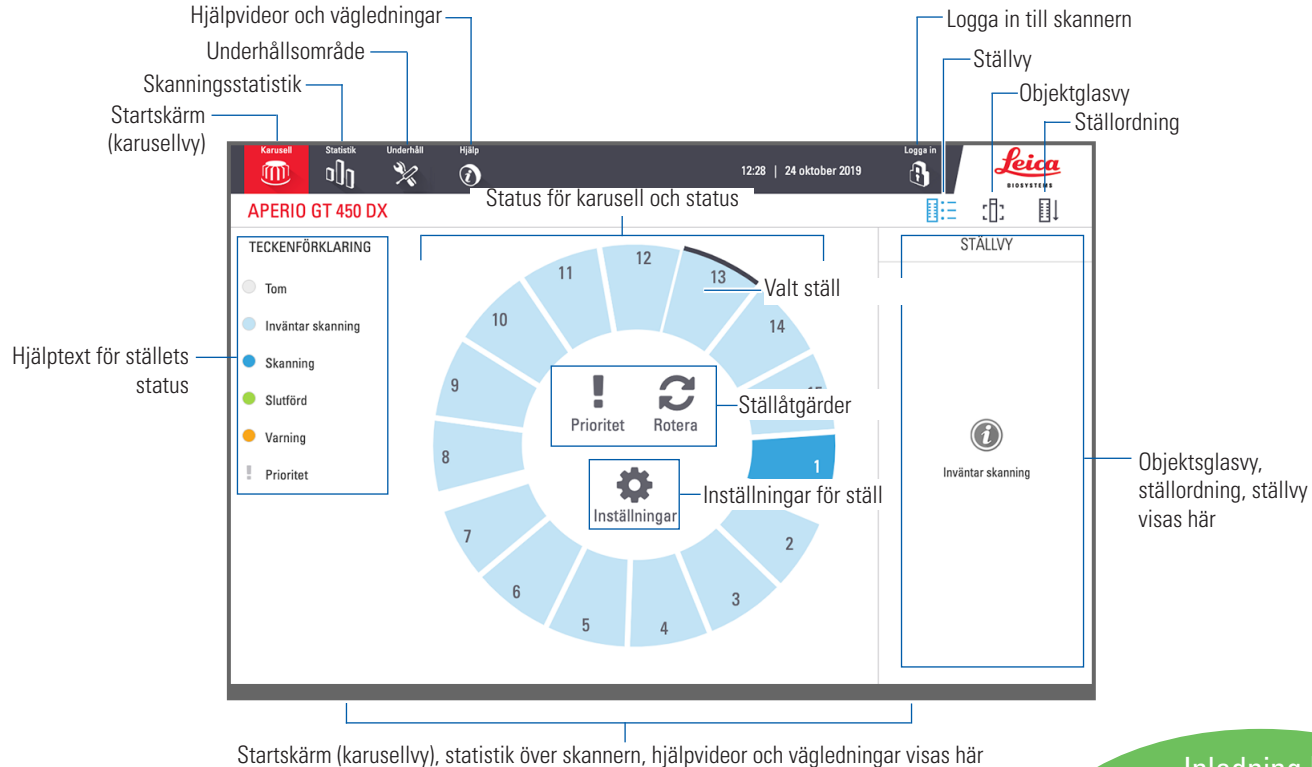 Hjälpvideor och vägledningar
Underhållsområde
Skanningsstatistik
Startskärm
(karusellvy)
Logga in till skannern
Ställvy
Objektglasvy
Ställordning
Karusell
Statistik
Underhåll
Hjälp
12:28 | 24 oktober 2019
Logga in
Leica
BIOSYSTEMS
APERIO GT 450 DX
Status för karusell och status
TECKENFÖRKLARING
Tom
Inväntar skanning
Skanning
Slutförd
Varning
! Prioritet
Hjälptext för ställets
status
11
12
13
Valt ställ
10
14
9
15
8
1
7
2
6
3
5
4
Prioritet
Rotera
Ställåtgärder
Inställningar
Inställningar för ställ
STÄLLVY
Inväntar skanning
Objektsglasvy,
ställordning, ställvy
visas här
Startskärm (karusellvy), statistik över skannern, hjälpvideor och vägledningar visas här
Inledning